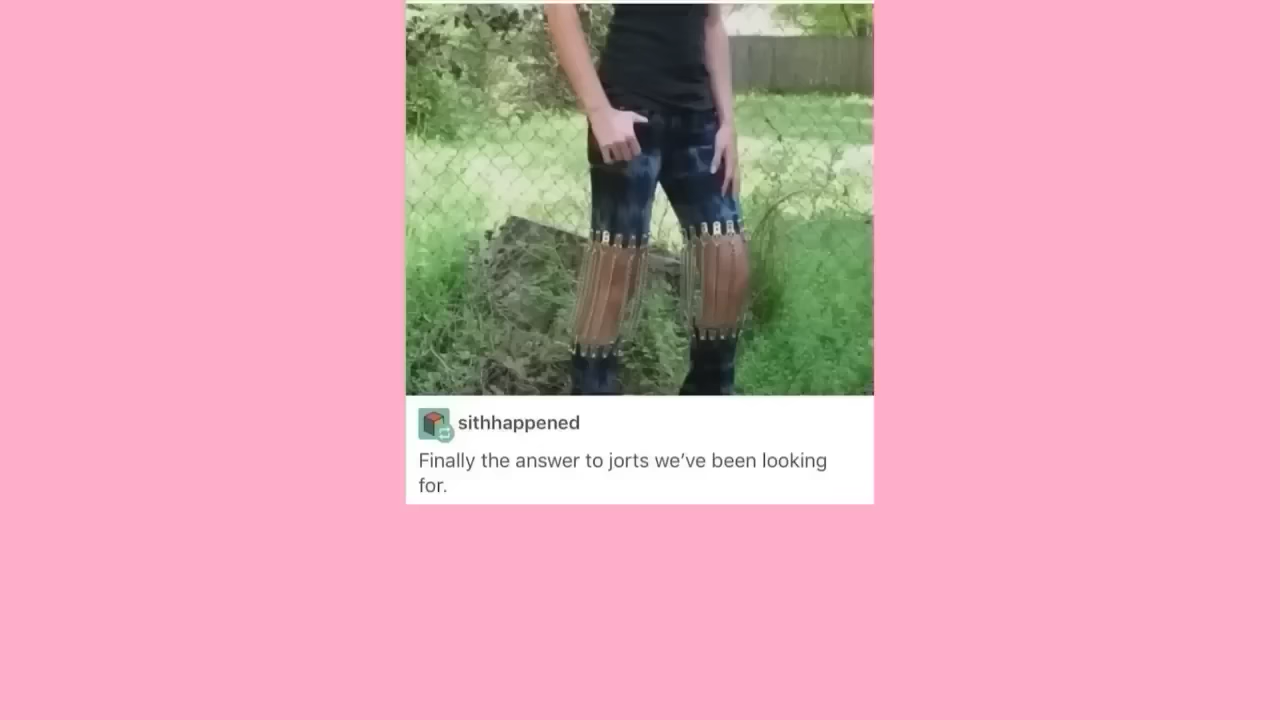 sithhappened
Finally the answer to jorts we’ve been looking
for.